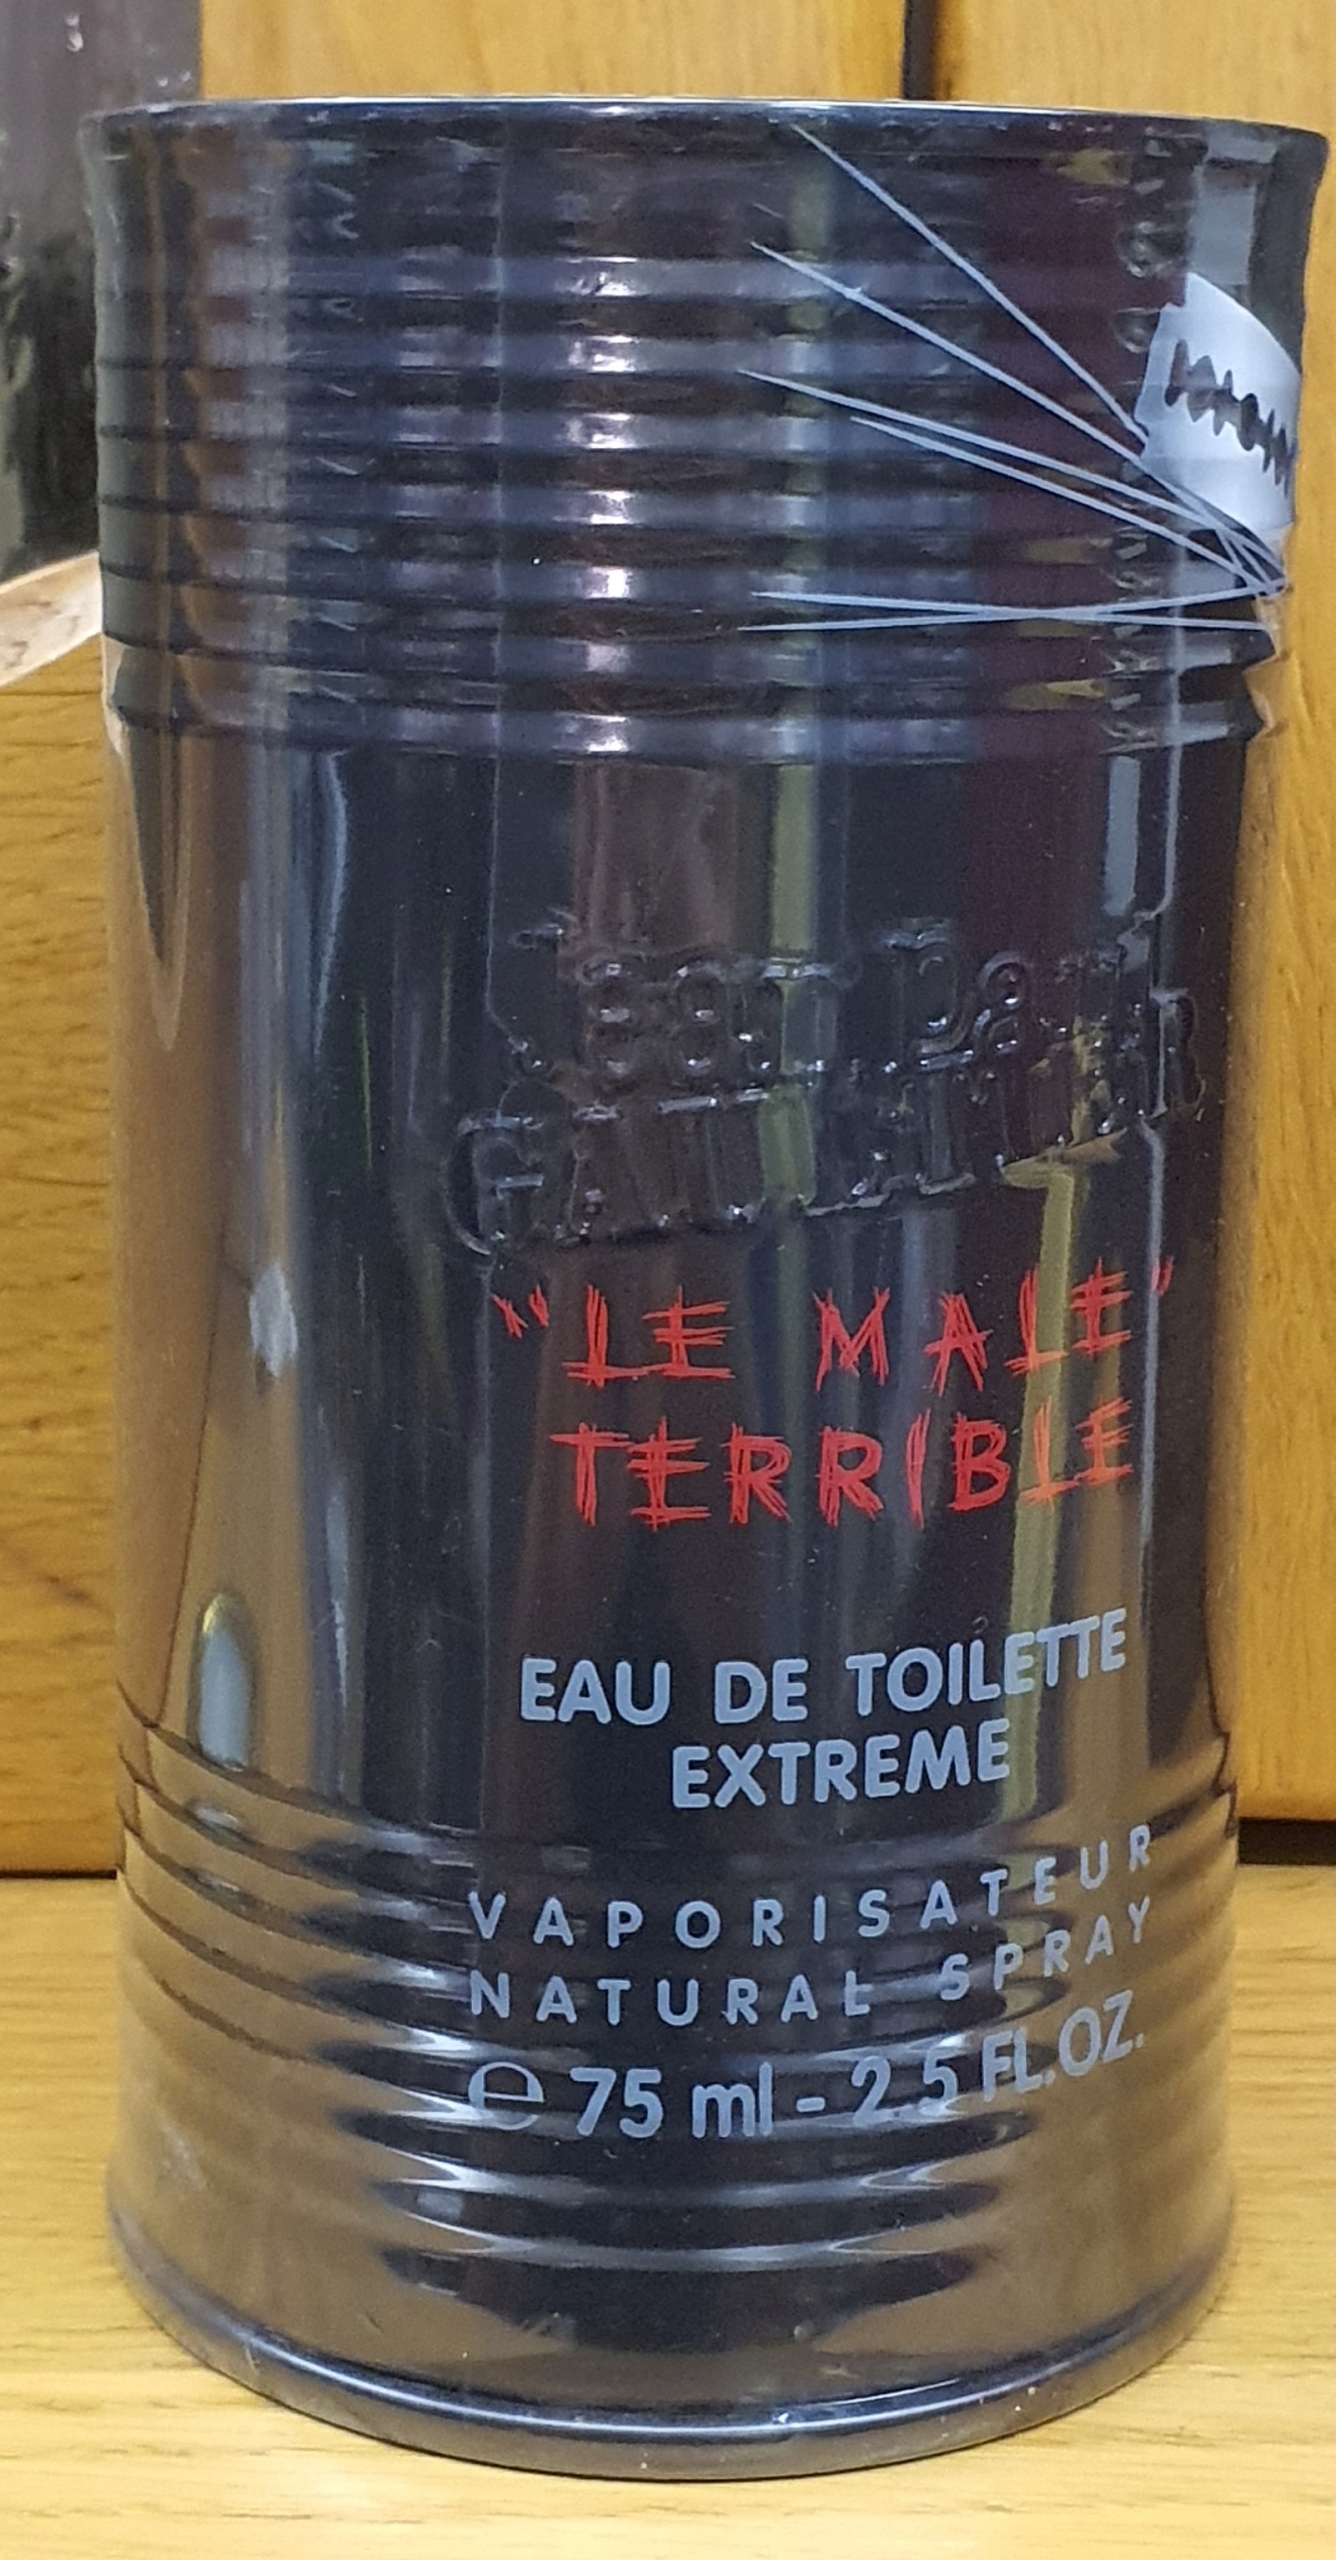 Jean Paul
GAULTIER
"LE MALE"
TERRIBLE
EAU DE TOILETTE
EXTREME
VAPORISATEUR
NATURAL SPRAY
℮ 75 ml - 2.5 FL.OZ.